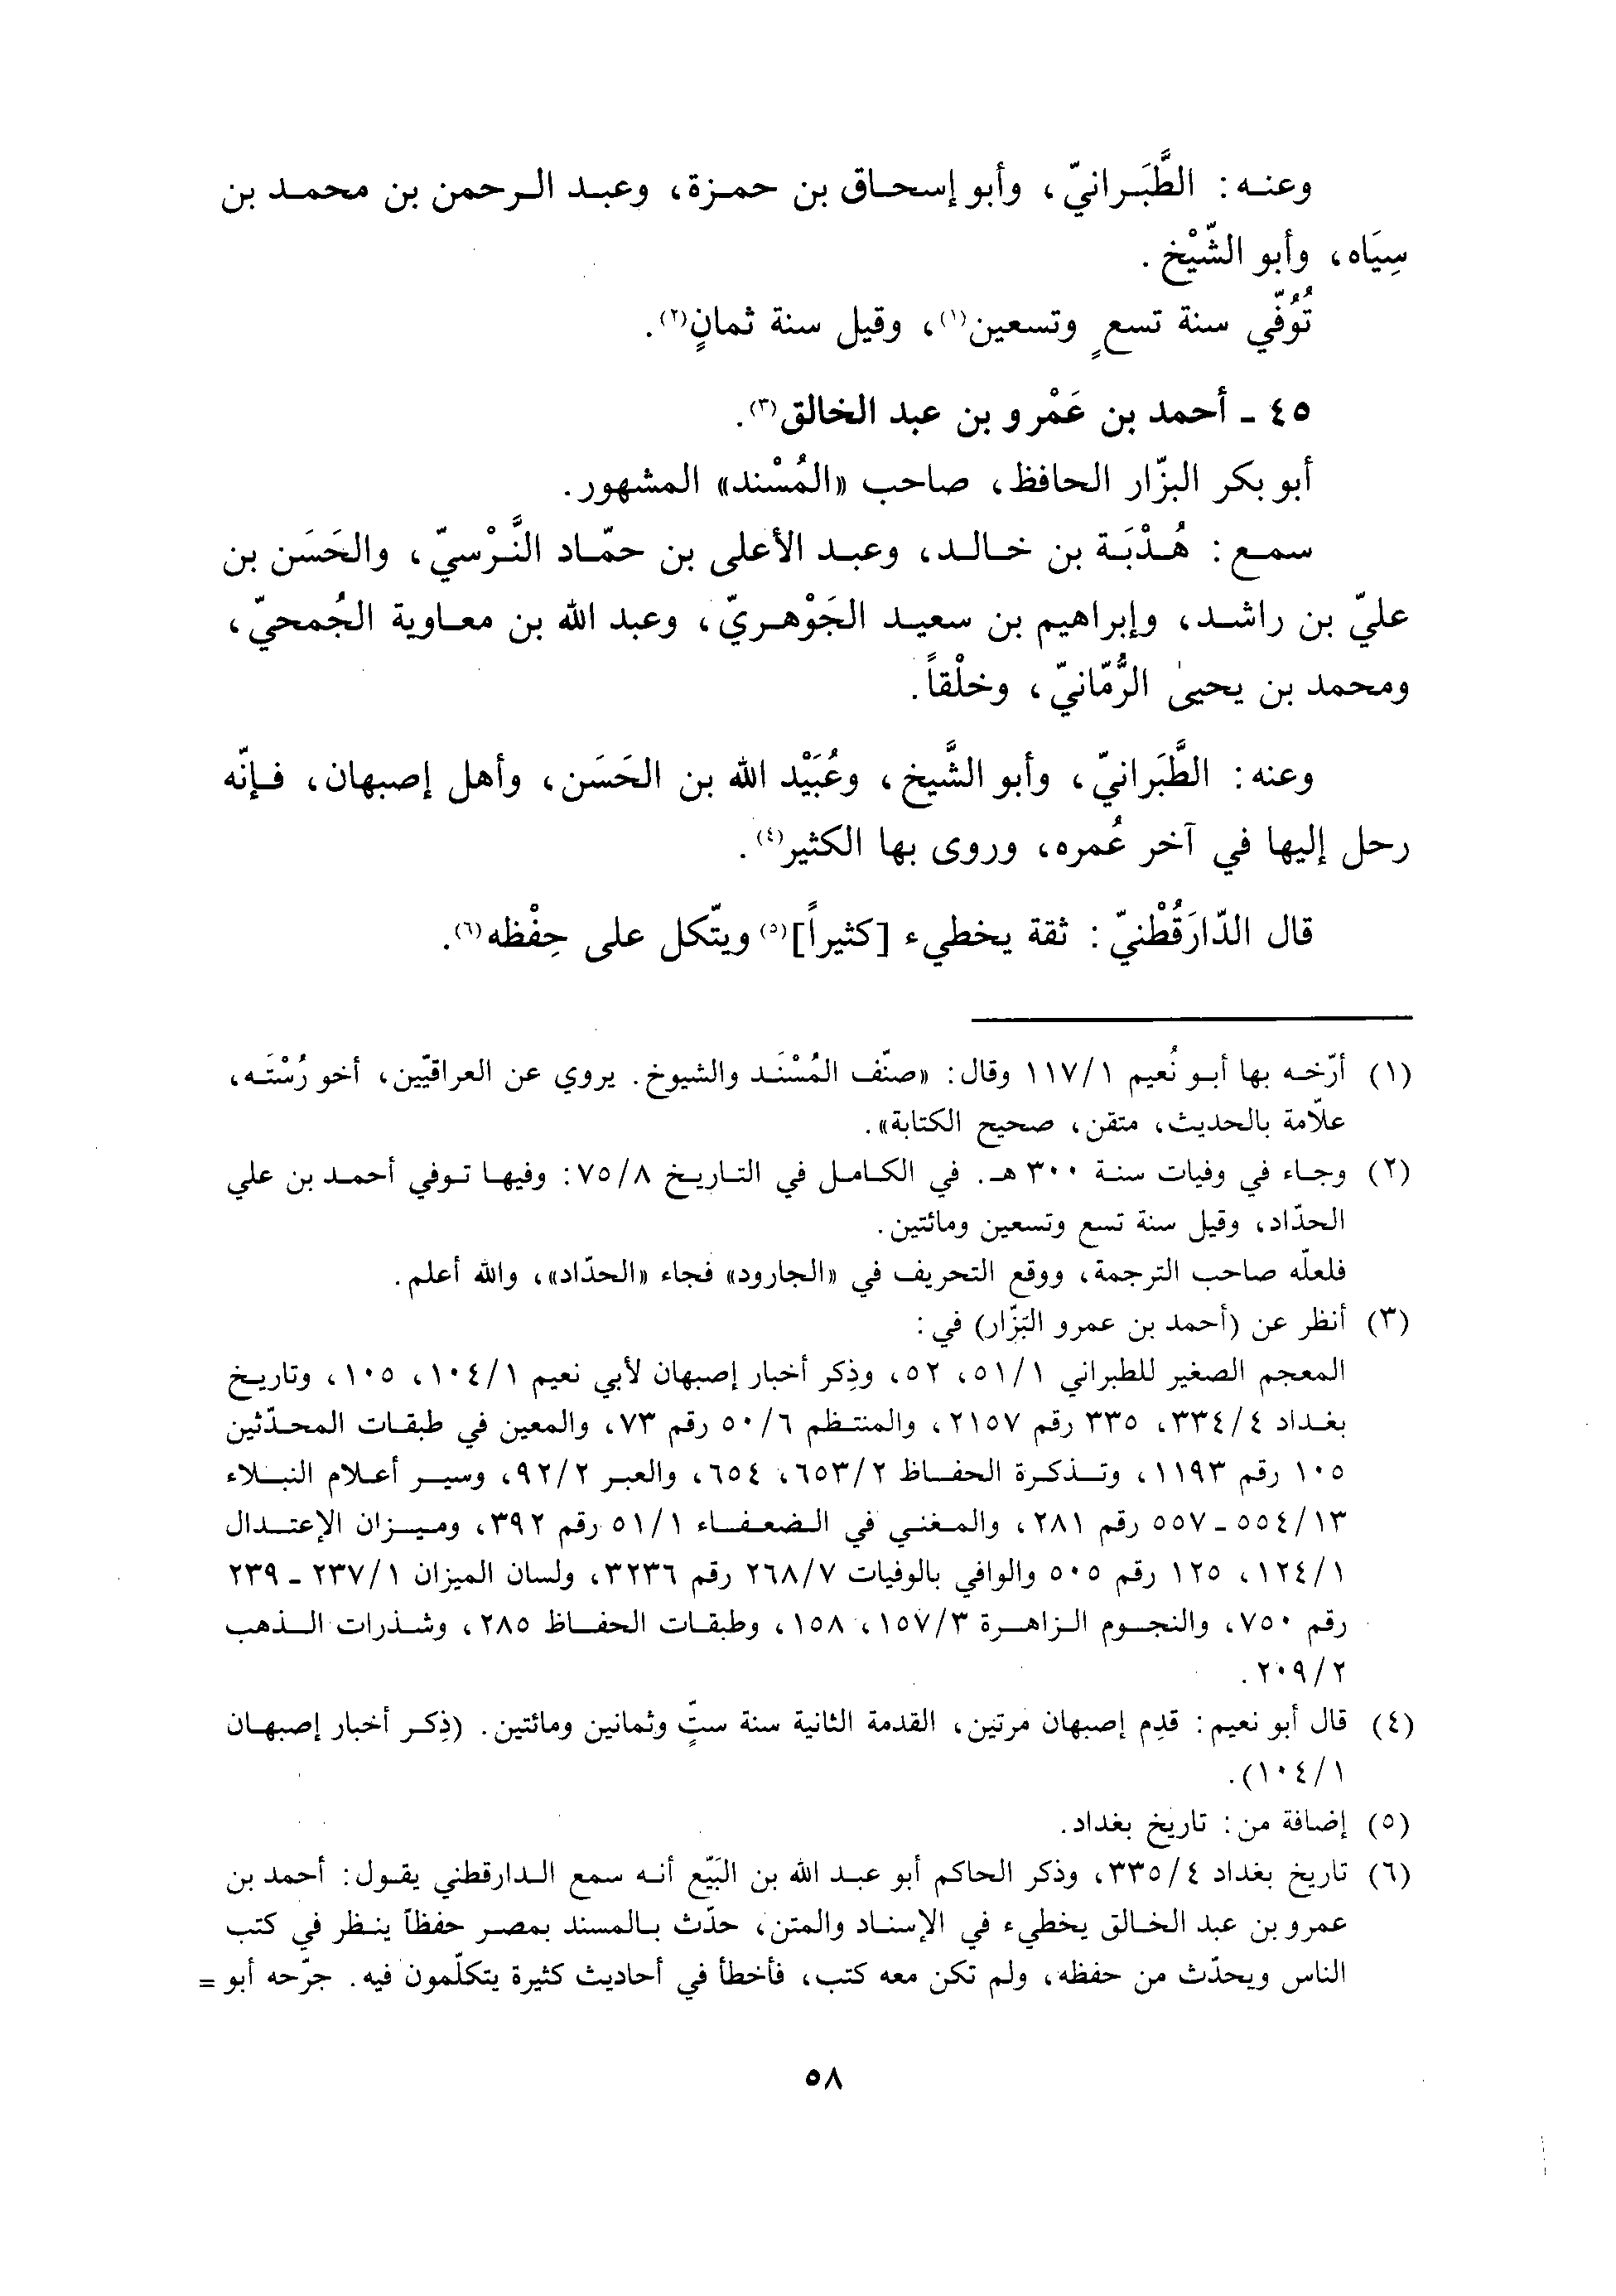 وعنه: الطَّبَرانيّ، وأبو إسحاق بن حمزة، وعبد الرحمن بن محمد بن
سِيَاه، وأبو الشّيْخ.
تُوُفّي سنة تسعٍ وتسعين(١)، وقيل سنة ثمانٍ(٢).
٤٥ - أحمد بن عَمْرو بن عبد الخالق(٣).
أبو بكر البزّار الحافظ، صاحب «المُسْند» المشهور.
سمع: هُدْبَة بن خالد، وعبد الأعلى بن حمّاد النَّرْسيّ، والحَسَن بن
عليّ بن راشد، وإبراهيم بن سعيد الجَوْهريّ، وعبد الله بن معاوية الجُمحيّ،
ومحمد بن يحيىٰ الرُّمّانيّ، وخلْقاً.
وعنه: الطَّبَرانيّ، وأبو الشَّيخ، وعُبَيْد الله بن الحَسَن، وأهل إصبهان، فإنّه
رحل إليها في آخر عُمره، وروى بها الكثير(٤).
قال الدّارَقُطْنيّ: ثقة يخطيء [كثيراً](٥) ويتّكل على حِفْظه(٦).
(١) أرّخه بها أبو نُعيم ١١٧/١ وقال: «صنّف المُسْنَد والشيوخ. يروي عن العراقيّين، أخو رُسْتَه،
علّامة بالحديث، متقن، صحيح الكتابة».
(٢) وجاء في وفيات سنة ٣٠٠ هـ. في الكامل في التاريخ ٧٥/٨: وفيها توفي أحمد بن علي
الحدّاد، وقيل سنة تسع وتسعين ومائتين.
فلعلّه صاحب الترجمة، ووقع التحريف في «الجارود» فجاء «الحدّاد»، والله أعلم.
(٣) أنظر عن (أحمد بن عمرو البزّار) في:
المعجم الصغير للطبراني ٥١/١، ٥٢، وذِكر أخبار إصبهان لأبي نعيم ١٠٤/١، ١٠٥، وتاريخ
بغداد ٣٣٤/٤، ٣٣٥ رقم ٢١٥٧، والمنتظم ٥٠/٦ رقم ٧٣، والمعين في طبقات المحدّثين
١٠٥ رقم ١١٩٣، وتذكرة الحفاظ ٦٥٣/٢، ٦٥٤، والعبر ٩٢/٢، وسير أعلام النبلاء
٥٥٤/١٣ - ٥٥٧ رقم ٢٨١، والمغني في الضعفاء ٥١/١ رقم ٣٩٢، وميزان الإعتدال
١٢٤/١، ١٢٥ رقم ٥٠٥ والوافي بالوفيات ٢٦٨/٧ رقم ٣٢٣٦، ولسان الميزان ٢٣٧/١ - ٢٣٩
رقم ٧٥٠، والنجوم الزاهرة ١٥٧/٣، ١٥٨، وطبقات الحفاظ ٢٨٥، وشذرات الذهب
٢٠٩/٢.
(٤) قال أبو نعيم: قدِم إصبهان مرتين، القدمة الثانية سنة ستٍّ وثمانين ومائتين. (ذِكر أخبار إصبهان
١٠٤/١).
(٥) إضافة من: تاريخ بغداد.
(٦) تاريخ بغداد ٣٣٥/٤، وذكر الحاكم أبو عبد الله بن البَيّع أنه سمع الدارقطني يقول: أحمد بن
عمرو بن عبد الخالق يخطيء في الإسناد والمتن، حدّث بالمسند بمصر حفظاً ينظر في كتب
الناس ويحدّث من حفظه، ولم تكن معه كتب، فأخطأ في أحاديث كثيرة يتكلّمون فيه. جرّحه أبو =
٥٨